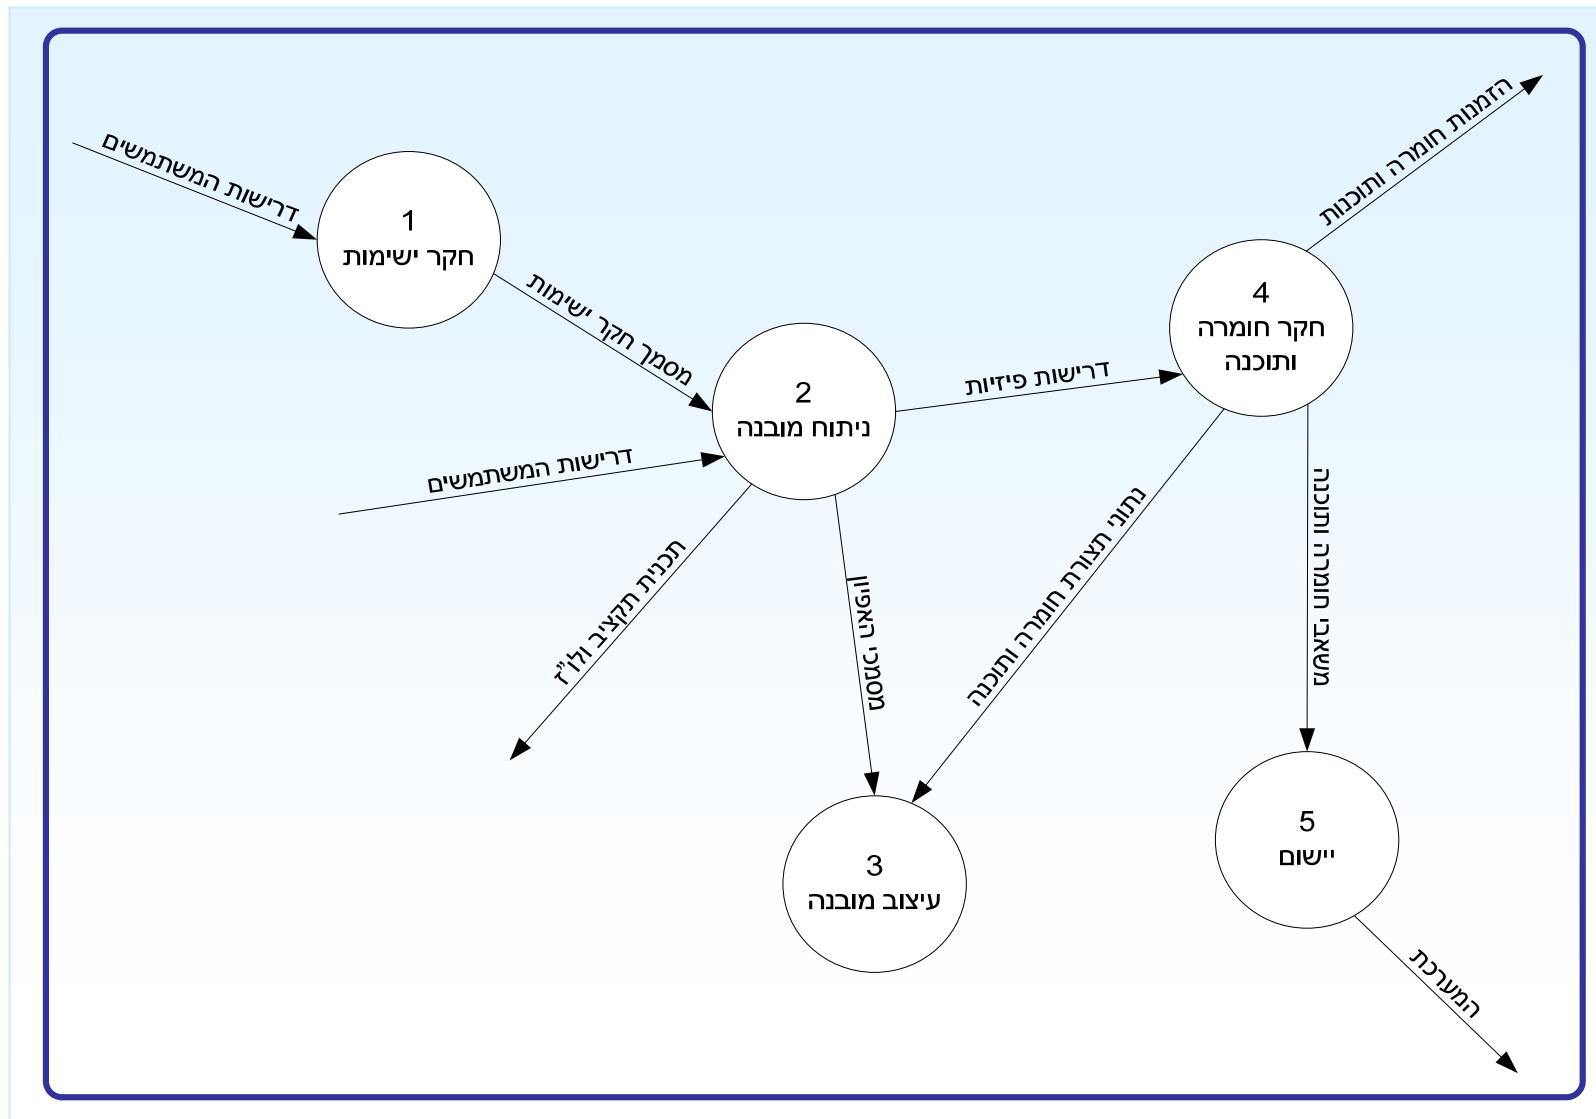 דרישות המשתמשים
1
חקר ישימות
מסמך חקר ישימות
דרישות המשתמשים
2
ניתוח מובנה
דרישות פיזיות
4
חקר חומרה
ותוכנה
הזמנות חומרה ותוכנות
תכנית תקציב ולו"ז
מסמכי האפיון
נתוני תצורת חומרה ותוכנה
משאבי חומרה ותוכנה
3
עיצוב מובנה
5
יישום
המערכת